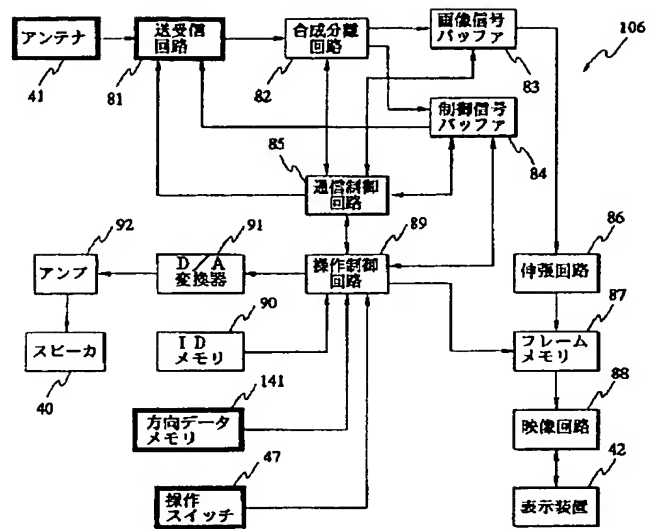 アンテナ
41
送受信
回路
81
合成分離
回路
82
画像信号
バッファ
83
106
制御信号
バッファ
84
85
通信制御
回路
92
アンプ
91
D/A
変換器
89
操作制御
回路
86
伸張回路
90
ID
メモリ
87
フレーム
メモリ
スピーカ
40
141
方向データ
メモリ
88
映像回路
47
操作
スイッチ
42
表示装置